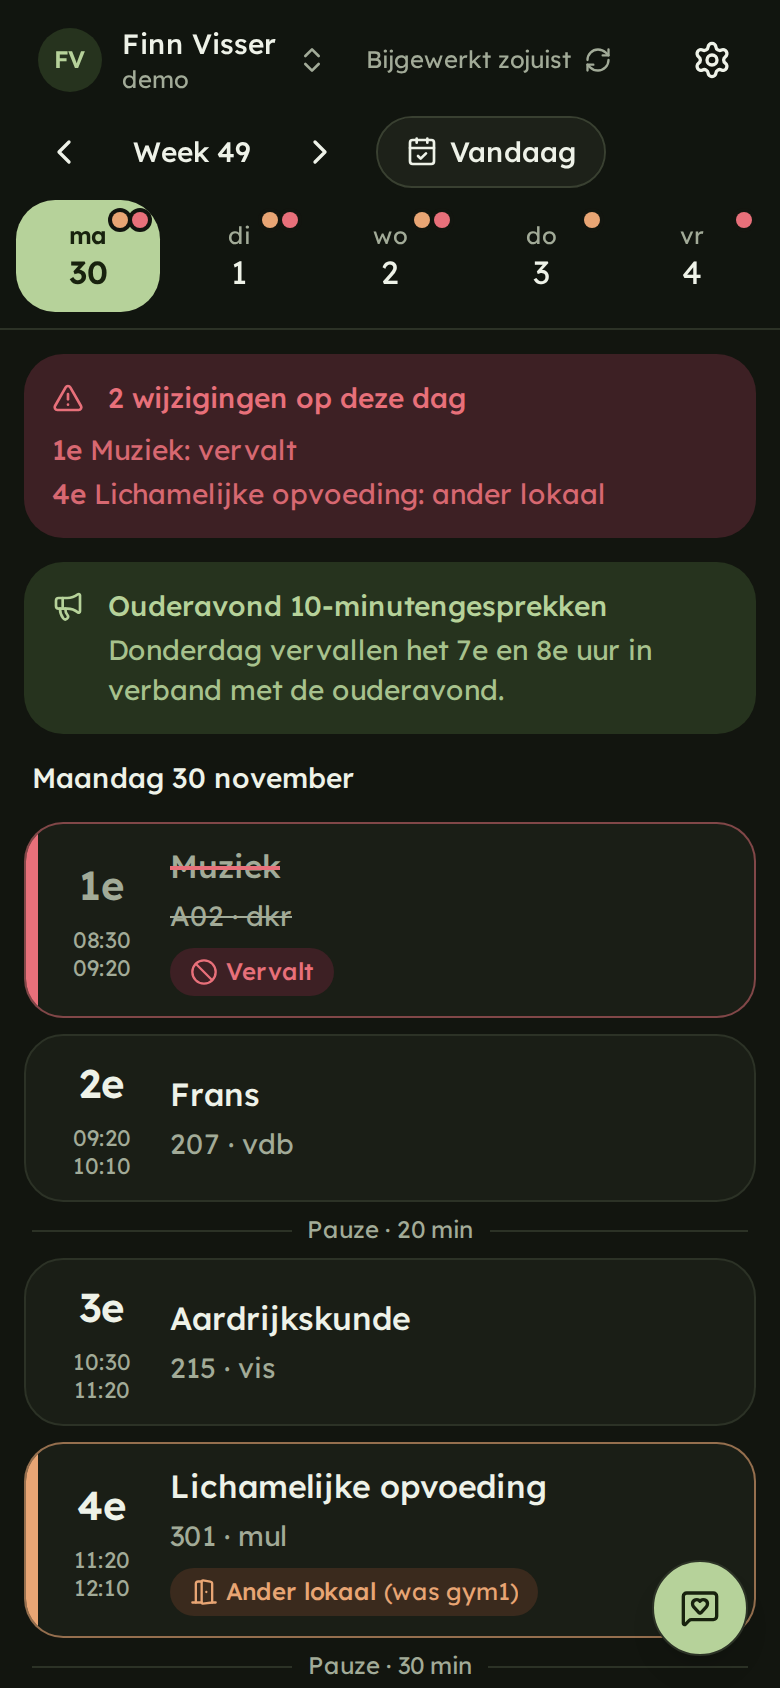 FV
Finn Visser
demo
Bijgewerkt zojuist
Week 49
Vandaag
ma
30
di
1
wo
2
do
3
vr
4
2 wijzigingen op deze dag
1e Muziek: vervalt
4e Lichamelijke opvoeding: ander lokaal
Ouderavond 10-minutengesprekken
Donderdag vervallen het 7e en 8e uur in
verband met de ouderavond.
Maandag 30 november
1e
08:30
09:20
Muziek
A02 · dkr
Vervalt
2e
09:20
10:10
Frans
207 · vdb
Pauze · 20 min
3e
10:30
11:20
Aardrijkskunde
215 · vis
4e
11:20
12:10
Lichamelijke opvoeding
301 · mul
Ander lokaal (was gym1)
Pauze · 30 min